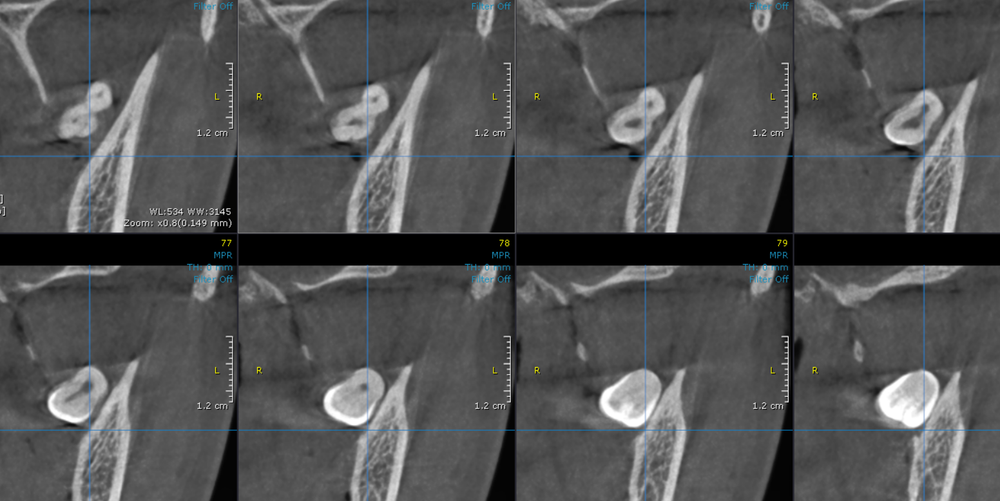 Filter Off
Filter Off
Filter Off
L
R
L
R
L
R
1.2 cm
1.2 cm
1.2 cm
]
]
WL:534 WW:3145
Zoom: x0.8(0.149 mm)
77
78
79
MPR
MPR
MPR
TH: 0 mm
TH: 0 mm
TH: 0 mm
Filter Off
Filter Off
Filter Off
L
R
L
R
L
R
1.2 cm
1.2 cm
1.2 cm